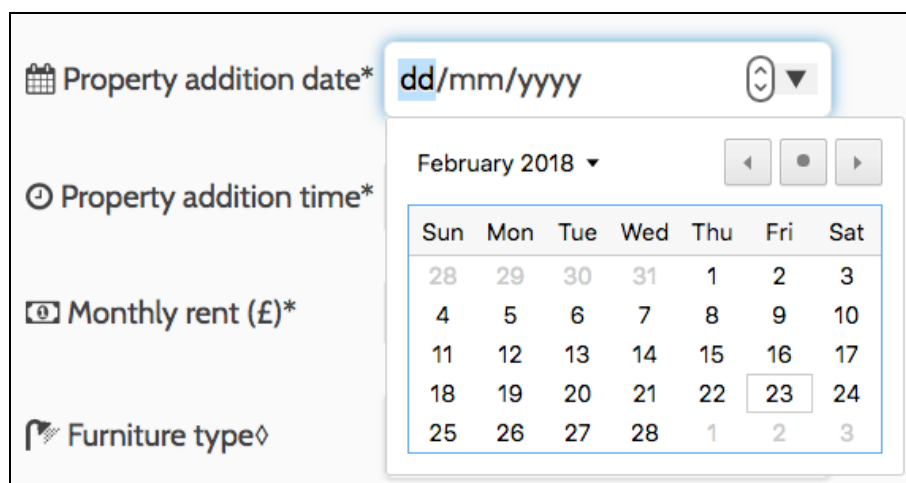 Property addition date* dd/mm/yyyy
February 2018
Property addition time*
Sun Mon Tue Wed Thu Fri Sat
28 29 30 31 1 2 3
Monthly rent (£)*
4 5 6 7 8 9 10
11 12 13 14 15 16 17
18 19 20 21 22 23 24
Furniture type◊
25 26 27 28 1 2 3